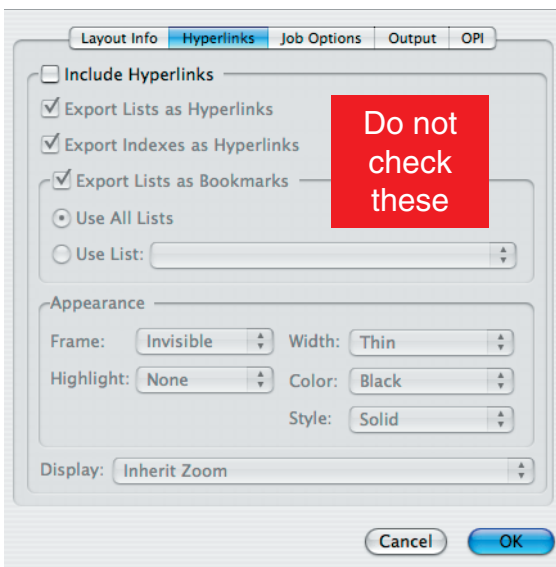 Layout Info Hyperlinks Job Options Output OPI
Include Hyperlinks
Export Lists as Hyperlinks
Export Indexes as Hyperlinks
Export Lists as Bookmarks
Use All Lists
Use List:
Do not
check
these
Appearance
Frame: Invisible Width: Thin
Highlight: None Color: Black
Style: Solid
Display: Inherit Zoom
Cancel OK